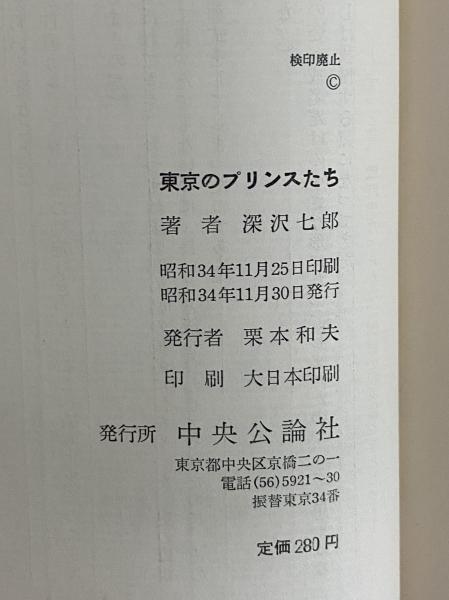 検印廃止
©
東京のプリンスたち
著者 深沢七郎
昭和34年11月25日印刷
昭和34年11月30日発行
発行者 栗本和夫
印刷 大日本印刷
発行所 中央公論社
東京都中央区京橋二の一
電話(56)5921～30
振替東京34番
定価280円